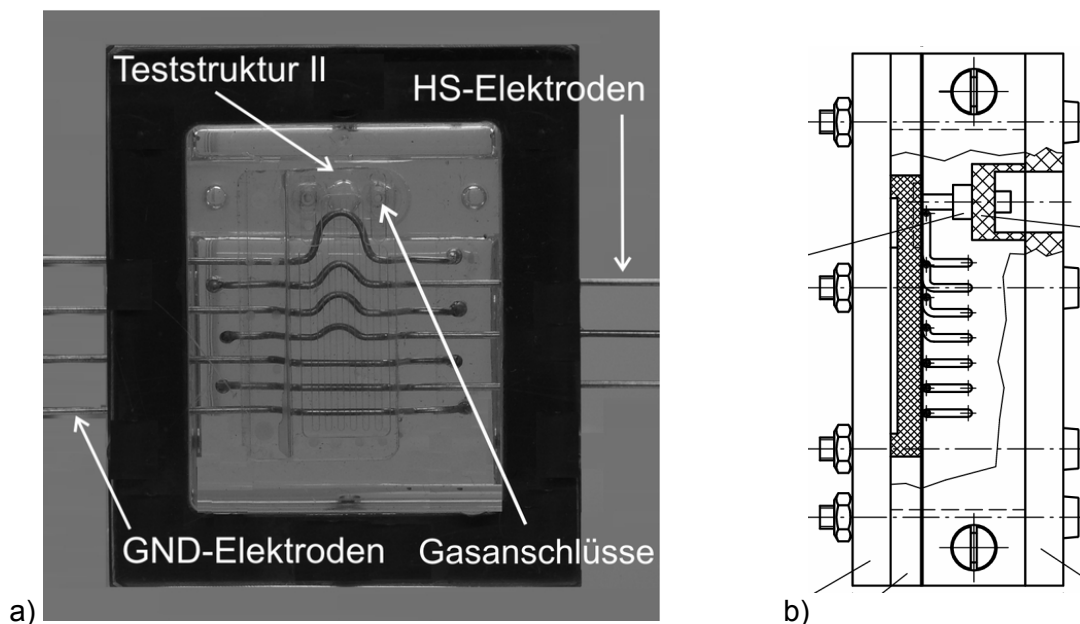 Teststruktur II
HS-Elektroden
GND-Elektroden
Gasanschlüsse
a)
b)